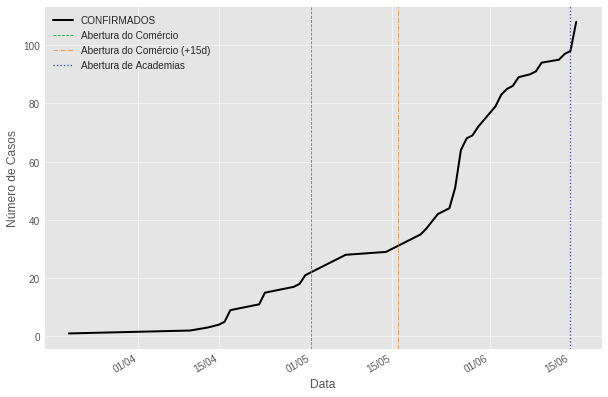 CONFIRMADOS
Abertura do Comércio
Abertura do Comércio (+15d)
Abertura de Academias
Número de Casos
100
80
60
40
20
0
01/04
15/04
01/05
15/05
01/06
15/06
Data